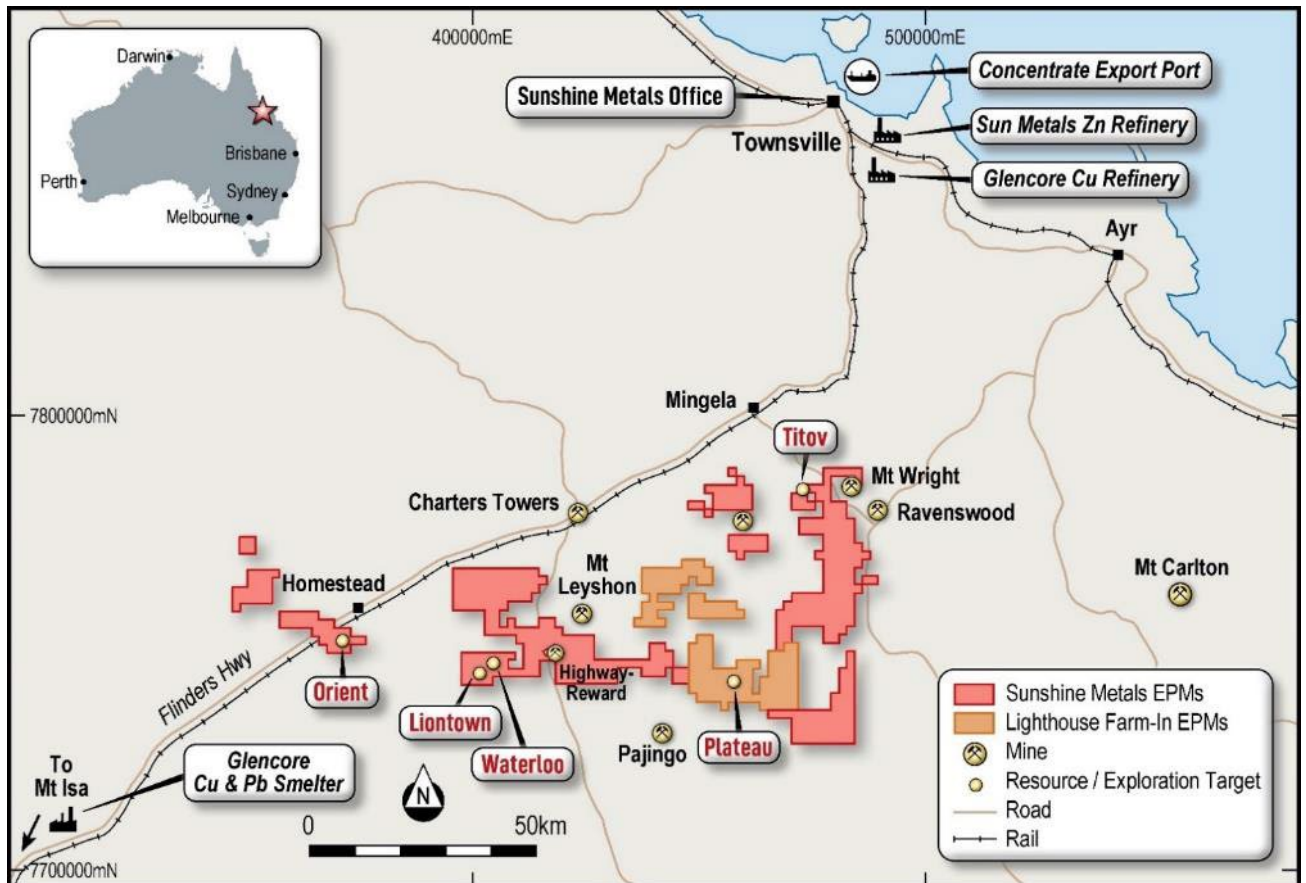 400000mE
500000mE
Darwin
Brisbane
Perth
Sydney
Melbourne
Concentrate Export Port
Sunshine Metals Office
Townsville
Sun Metals Zn Refinery
Glencore Cu Refinery
Ayr
7800000mN
Mingela
Titov
Mt Wright
Charters Towers
Ravenswood
Mt
Leyshon
Mt Carlton
Homestead
Flinders Hwy
Orient
Highway-
Reward
Liontown
Waterloo
Pajingo
Plateau
To
Mt Isa
Glencore
Cu & Pb Smelter
N
0
50km
7700000mN
Sunshine Metals EPMs
Lighthouse Farm-In EPMs
Mine
Resource / Exploration Target
Road
Rail